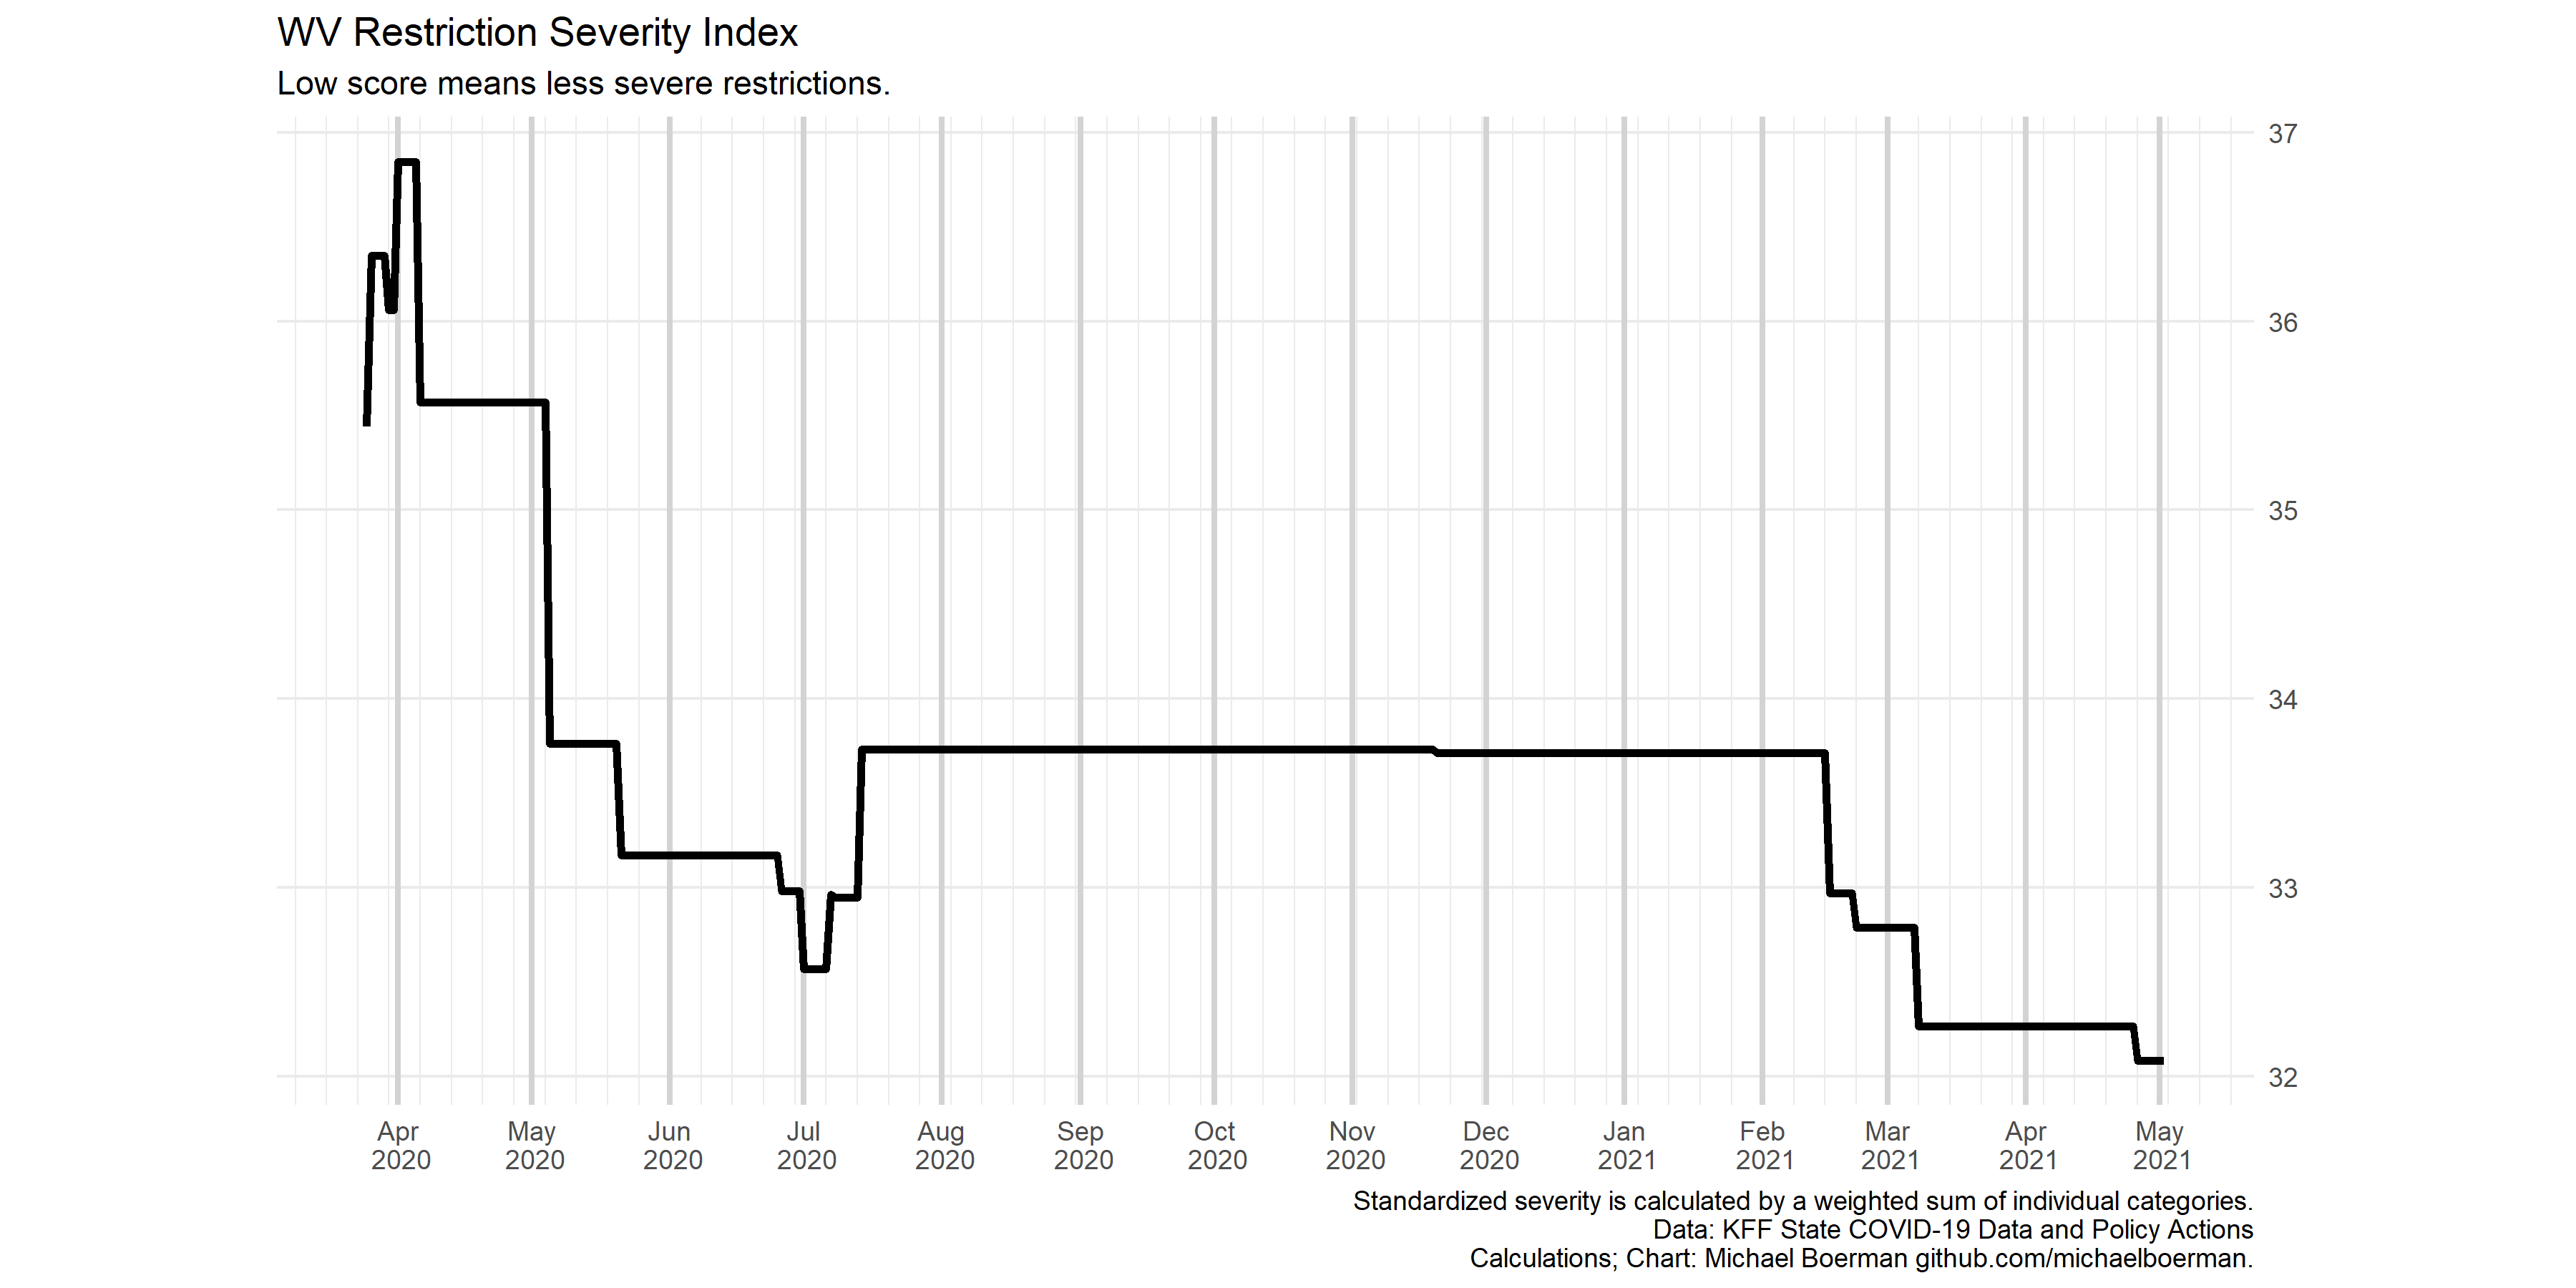 WV Restriction Severity Index
Low score means less severe restrictions.
37
36
35
34
33
32
Apr May Jun Jul Aug Sep Oct Nov Dec Jan Feb Mar Apr May
2020 2020 2020 2020 2020 2020 2020 2020 2020 2021 2021 2021 2021 2021
Standardized severity is calculated by a weighted sum of individual categories.
Data: KFF State COVID-19 Data and Policy Actions
Calculations; Chart: Michael Boerman github.com/michaelboerman.